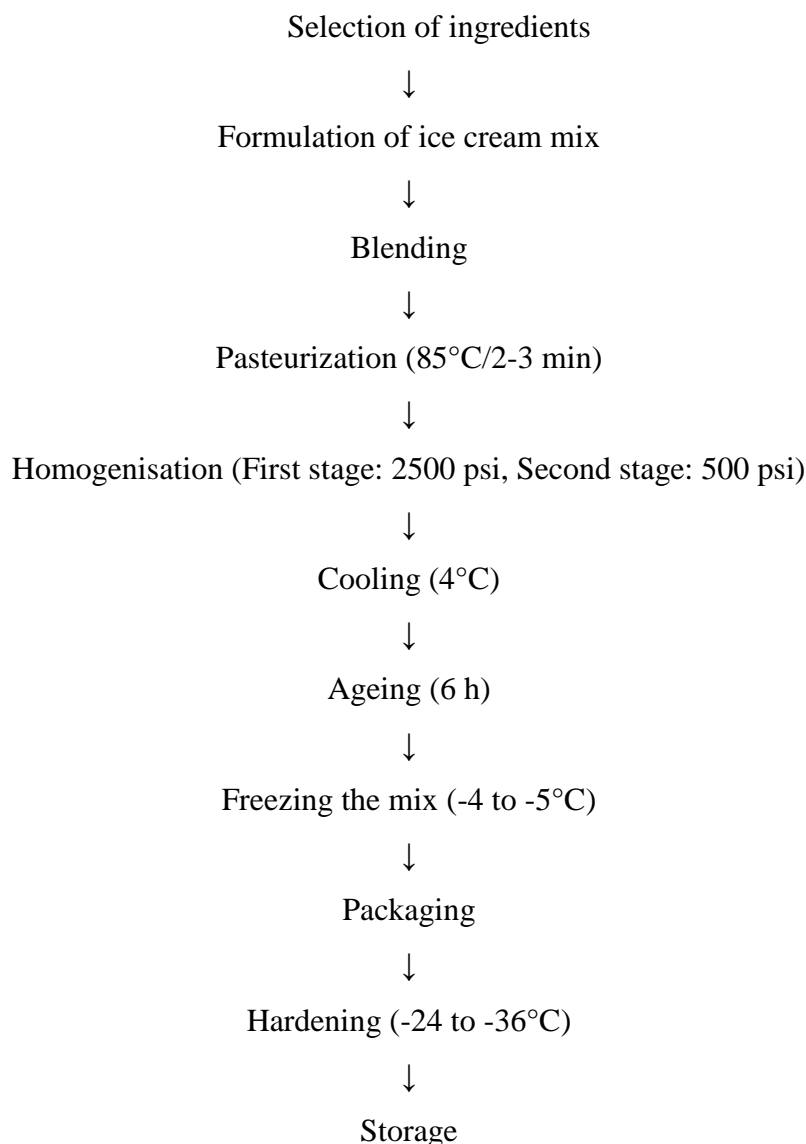 Selection of ingredients
↓
Formulation of ice cream mix
↓
Blending
↓
Pasteurization (85°C/2-3 min)
↓
Homogenisation (First stage: 2500 psi, Second stage: 500 psi)
↓
Cooling (4°C)
↓
Ageing (6 h)
↓
Freezing the mix (-4 to -5°C)
↓
Packaging
↓
Hardening (-24 to -36°C)
↓
Storage